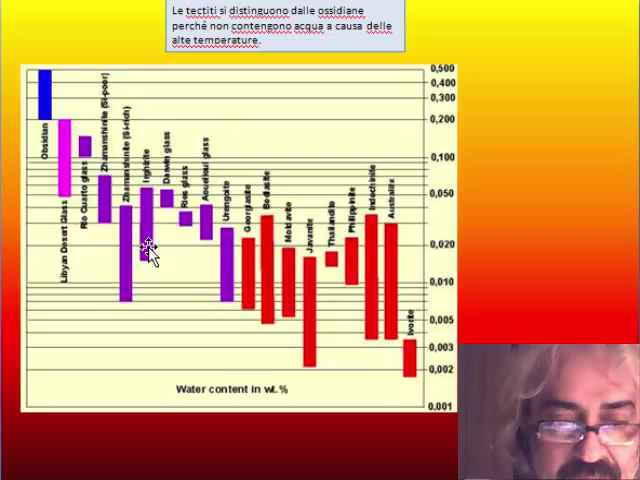 Le tectiti si distinguono dalle ossidiane
perché non contengono acqua a causa delle
alte temperature.
0,500
0,400
0,300
0,200
0,100
0,050
0,020
0,010
0,005
0,003
0,002
0,001
Obsidian
Libyan Desert Glass
Rio Cuarto glass
Zhamanshinite (Si-poor)
Zhamanshinite (Si-rich)
Irghizite
Darwin glass
Ries glass
Aouelloul glass
Urengoite
Georgiasite
Bediasite
Moldavite
Javanite
Thailandite
Philippinite
Indochinite
Australite
Ivorite
Water content in wt.%